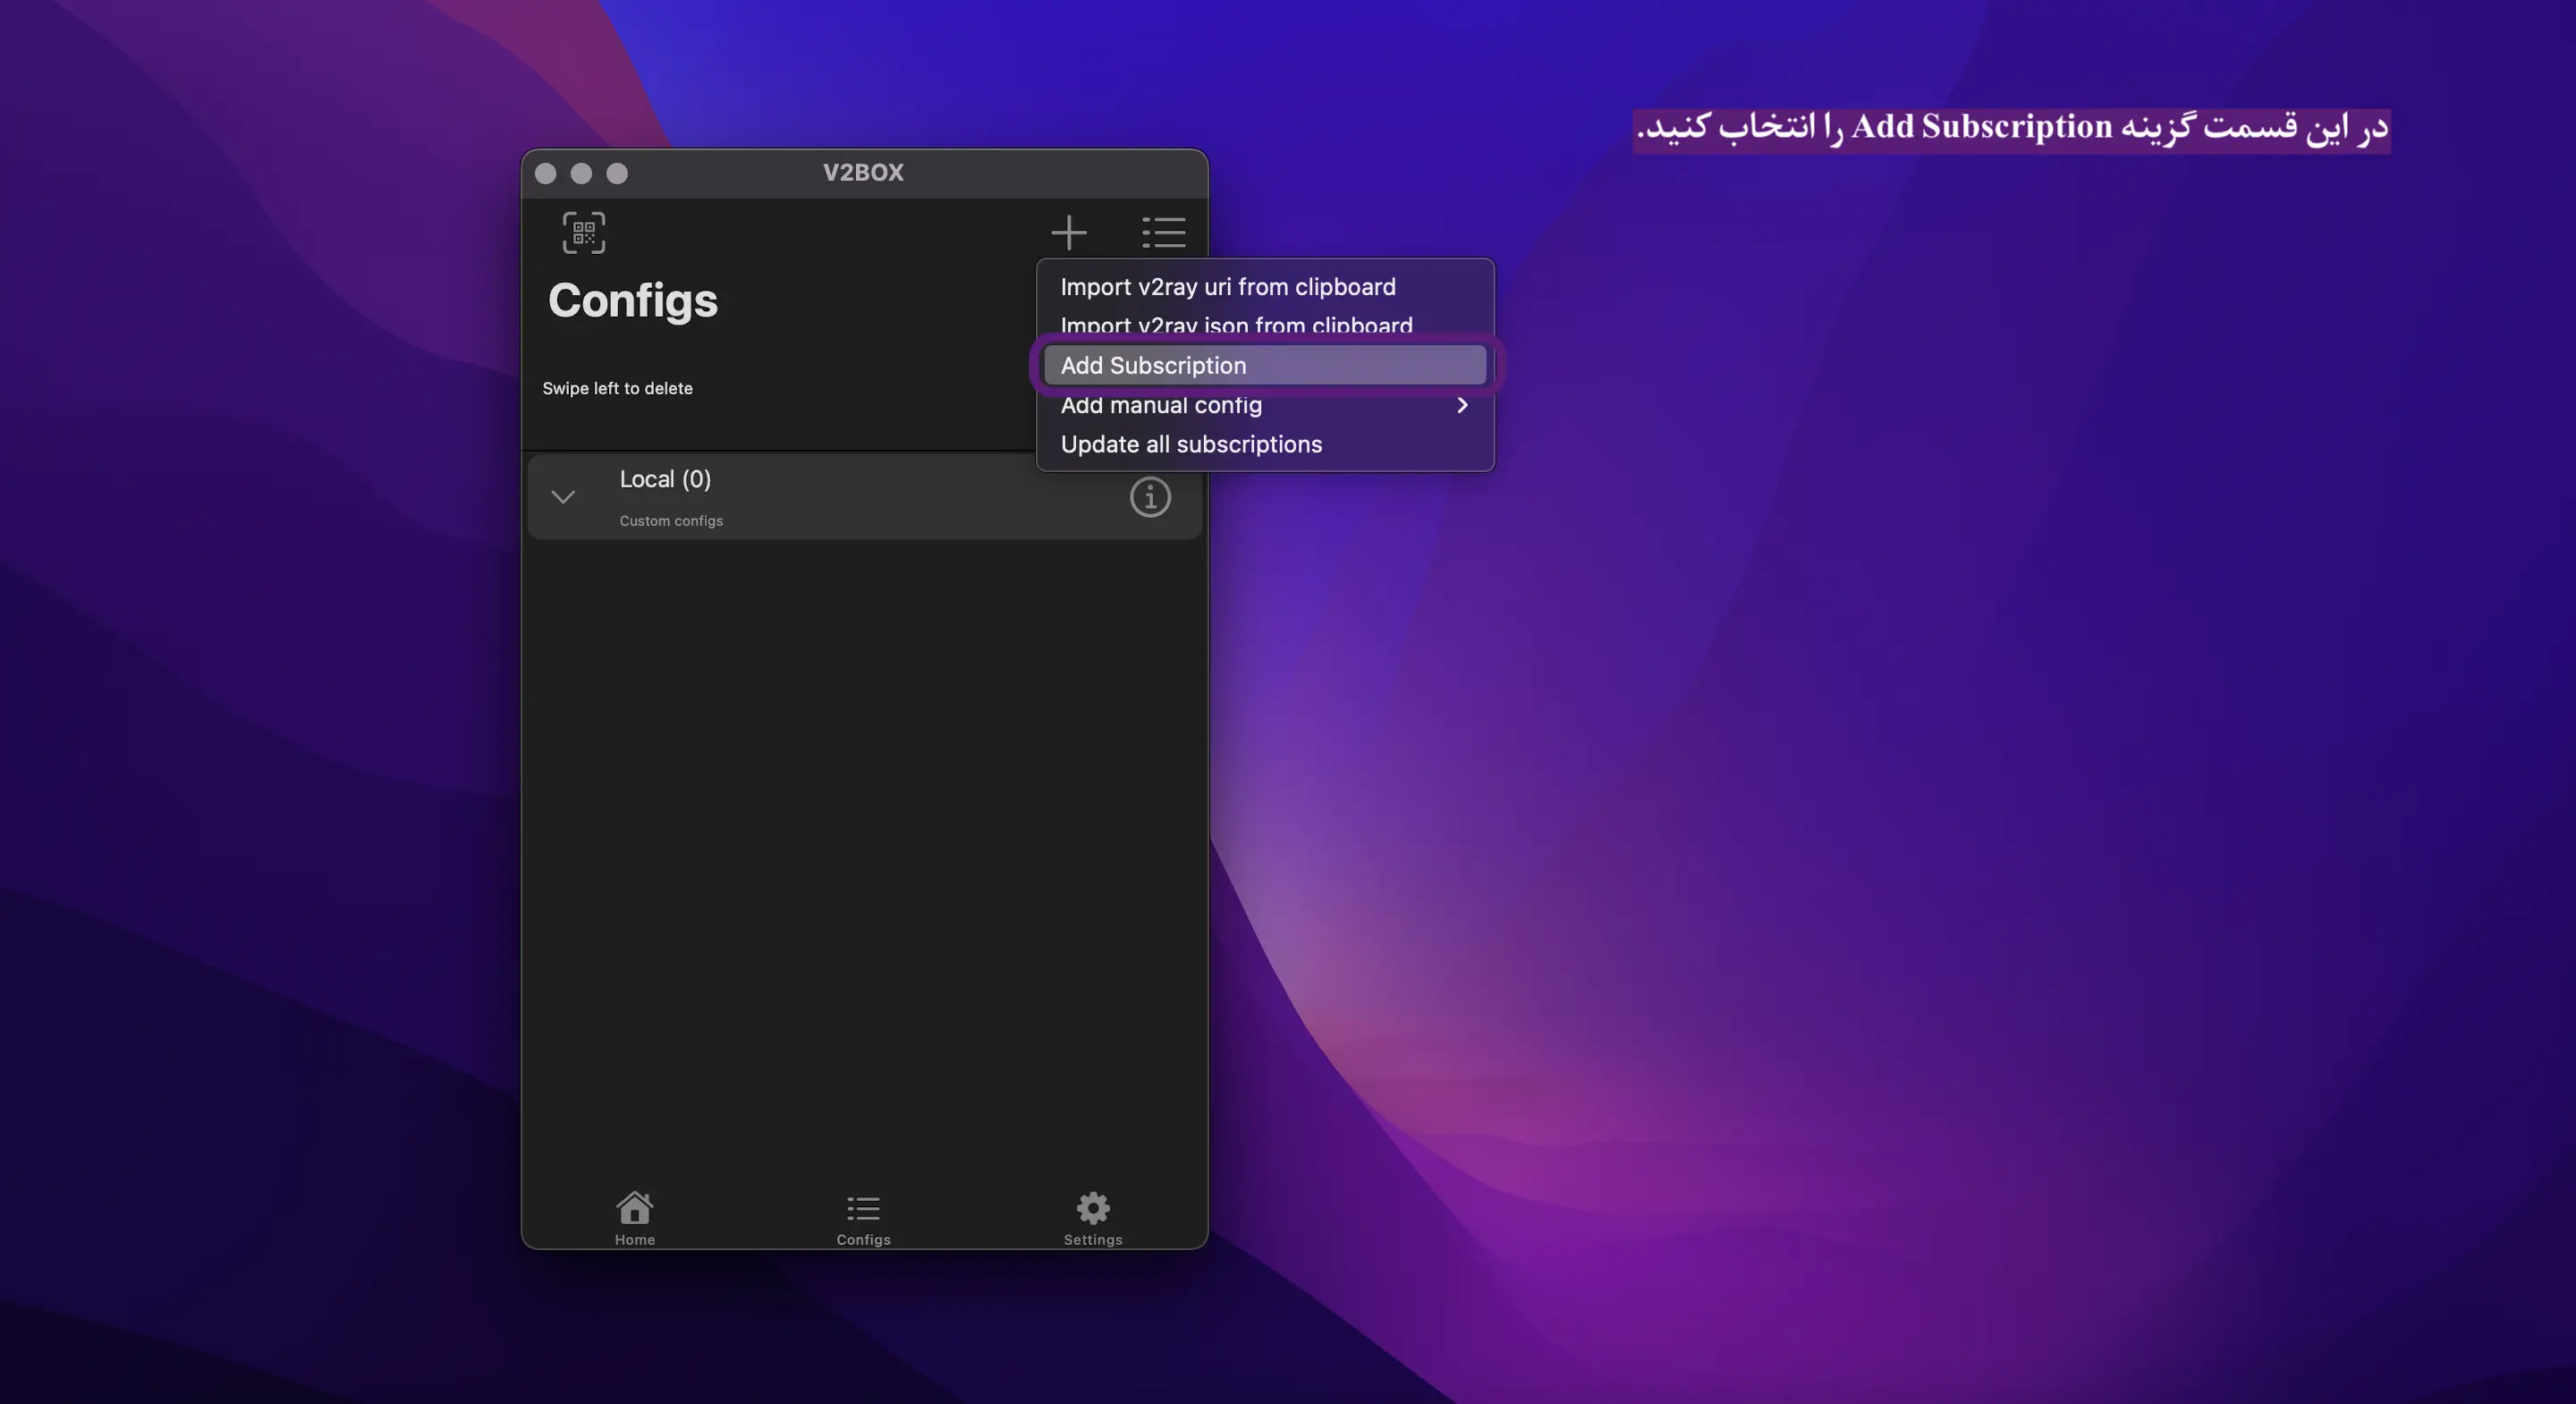 در این قسمت گزینه Add Subscription را انتخاب کنید.
V2BOX
Configs
Import v2ray uri from clipboard
Import v2ray json from clipboard
Add Subscription
Add manual config
Update all subscriptions
Swipe left to delete
Local (0)
Custom configs
Home
Configs
Settings